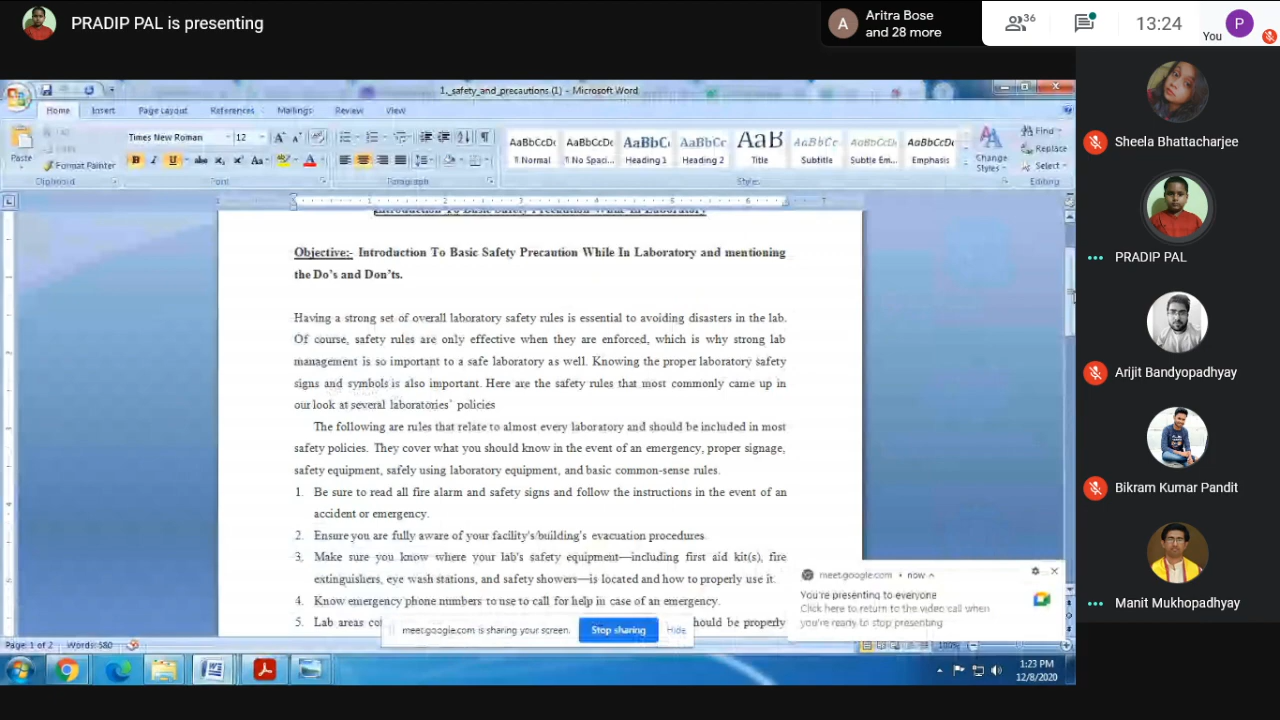 PRADIP PAL is presenting
A
Aritra Bose
and 28 more
36
13:24
You
P
1._safety_and_precautions (1) - Microsoft Word
Home Insert Page Layout References Mailings Review View
Paste
Format Painter
Clipboard
Times New Roman 12
Font
Paragraph
AaBbCcDc AaBbCcDc AaBbC AaBbCc AaB AaBbCc AaBbCcDc AaBbCcDc
¶ Normal ¶ No Spaci... Heading 1 Heading 2 Title Subtitle Subtle Em... Emphasis
Styles
Change
Styles
Find
Replace
Select
Editing
Introduction To Basic Safety Precaution While In Laboratory
Objective:- Introduction To Basic Safety Precaution While In Laboratory and mentioning
the Do's and Don'ts.
Having a strong set of overall laboratory safety rules is essential to avoiding disasters in the lab.
Of course, safety rules are only effective when they are enforced, which is why strong lab
management is so important to a safe laboratory as well. Knowing the proper laboratory safety
signs and symbols is also important. Here are the safety rules that most commonly came up in
our look at several laboratories' policies
The following are rules that relate to almost every laboratory and should be included in most
safety policies. They cover what you should know in the event of an emergency, proper signage,
safety equipment, safely using laboratory equipment, and basic common-sense rules.
1. Be sure to read all fire alarm and safety signs and follow the instructions in the event of an
accident or emergency.
2. Ensure you are fully aware of your facility's/building's evacuation procedures.
3. Make sure you know where your lab's safety equipment—including first aid kit(s), fire
extinguishers, eye wash stations, and safety showers—is located and how to properly use it.
4. Know emergency phone numbers to use to call for help in case of an emergency.
5. Lab areas co hould be properly
meet.google.com is sharing your screen. Stop sharing Hide
meet.google.com • now
You're presenting to everyone
Click here to return to the video call when
you're ready to stop presenting
Page: 1 of 2 Words: 580
100%
1:23 PM
12/8/2020
Sheela Bhattacharjee
PRADIP PAL
Arijit Bandyopadhyay
Bikram Kumar Pandit
Manit Mukhopadhyay